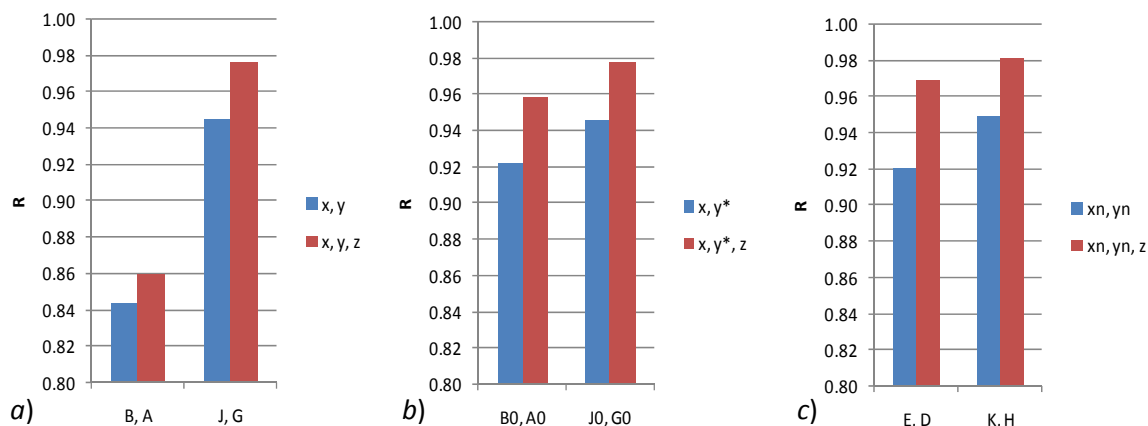 1.00
0.98
0.96
0.94
0.92
0.90
0.88
0.86
0.84
0.82
0.80
R
B, A
J, G
x, y
x, y, z
a)
1.00
0.98
0.96
0.94
0.92
0.90
0.88
0.86
0.84
0.82
0.80
R
B0, A0
J0, G0
x, y*
x, y*, z
b)
1.00
0.98
0.96
0.94
0.92
0.90
0.88
0.86
0.84
0.82
0.80
R
E, D
K, H
xn, yn
xn, yn, z
c)